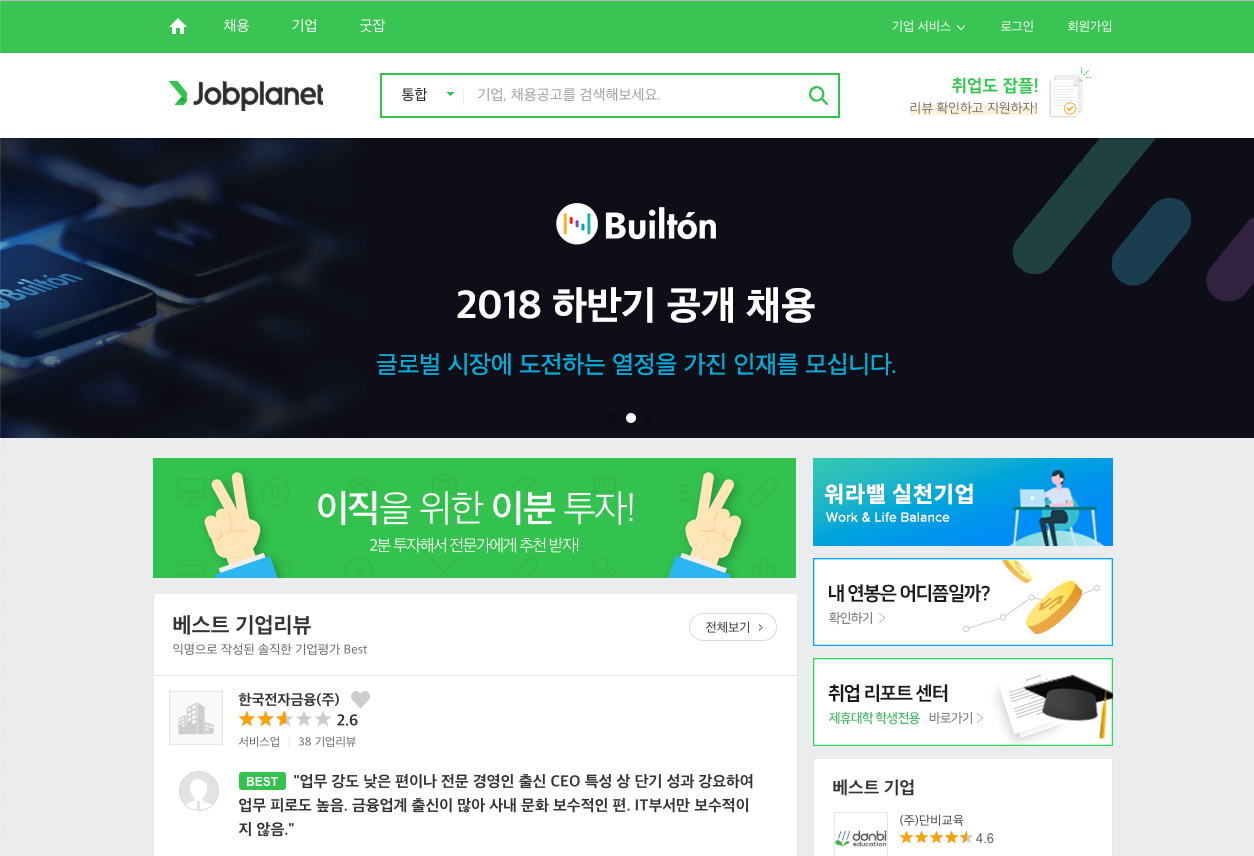 채용 기업 굿잡 기업 서비스 로그인 회원가입
Jobplanet
통합 기업, 채용공고를 검색해보세요.
취업도 잡플!
리뷰 확인하고 지원하자!
Builtón
Builtón
2018 하반기 공개 채용
글로벌 시장에 도전하는 열정을 가진 인재를 모십니다.
이직을 위한 이분 투자!
2분 투자해서 전문가에게 추천 받자!
워라밸 실천기업
Work & Life Balance
내 연봉은 어디쯤일까?
확인하기
취업 리포트 센터
제휴대학 학생전용 바로가기
베스트 기업리뷰
익명으로 작성된 솔직한 기업평가 Best
전체보기
한국전자금융(주)
2.6
서비스업 38 기업리뷰
BEST "업무 강도 낮은 편이나 전문 경영인 출신 CEO 특성 상 단기 성과 강요하여
업무 피로도 높음. 금융업계 출신이 많아 사내 문화 보수적인 편. IT부서만 보수적이
지 않음."
베스트 기업
danbi
education
(주)단비교육
4.6